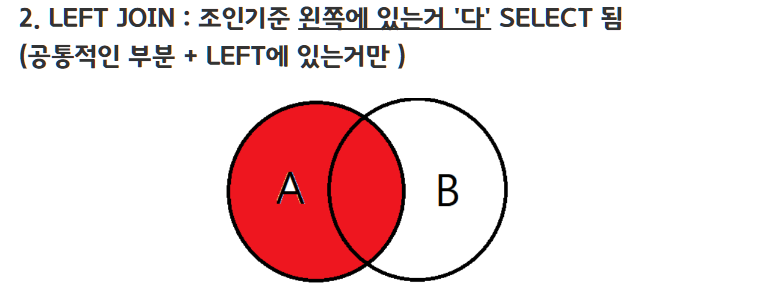 2. LEFT JOIN : 조인기준 왼쪽에 있는거 '다' SELECT 됨
(공통적인 부분 + LEFT에 있는거만 )
A B